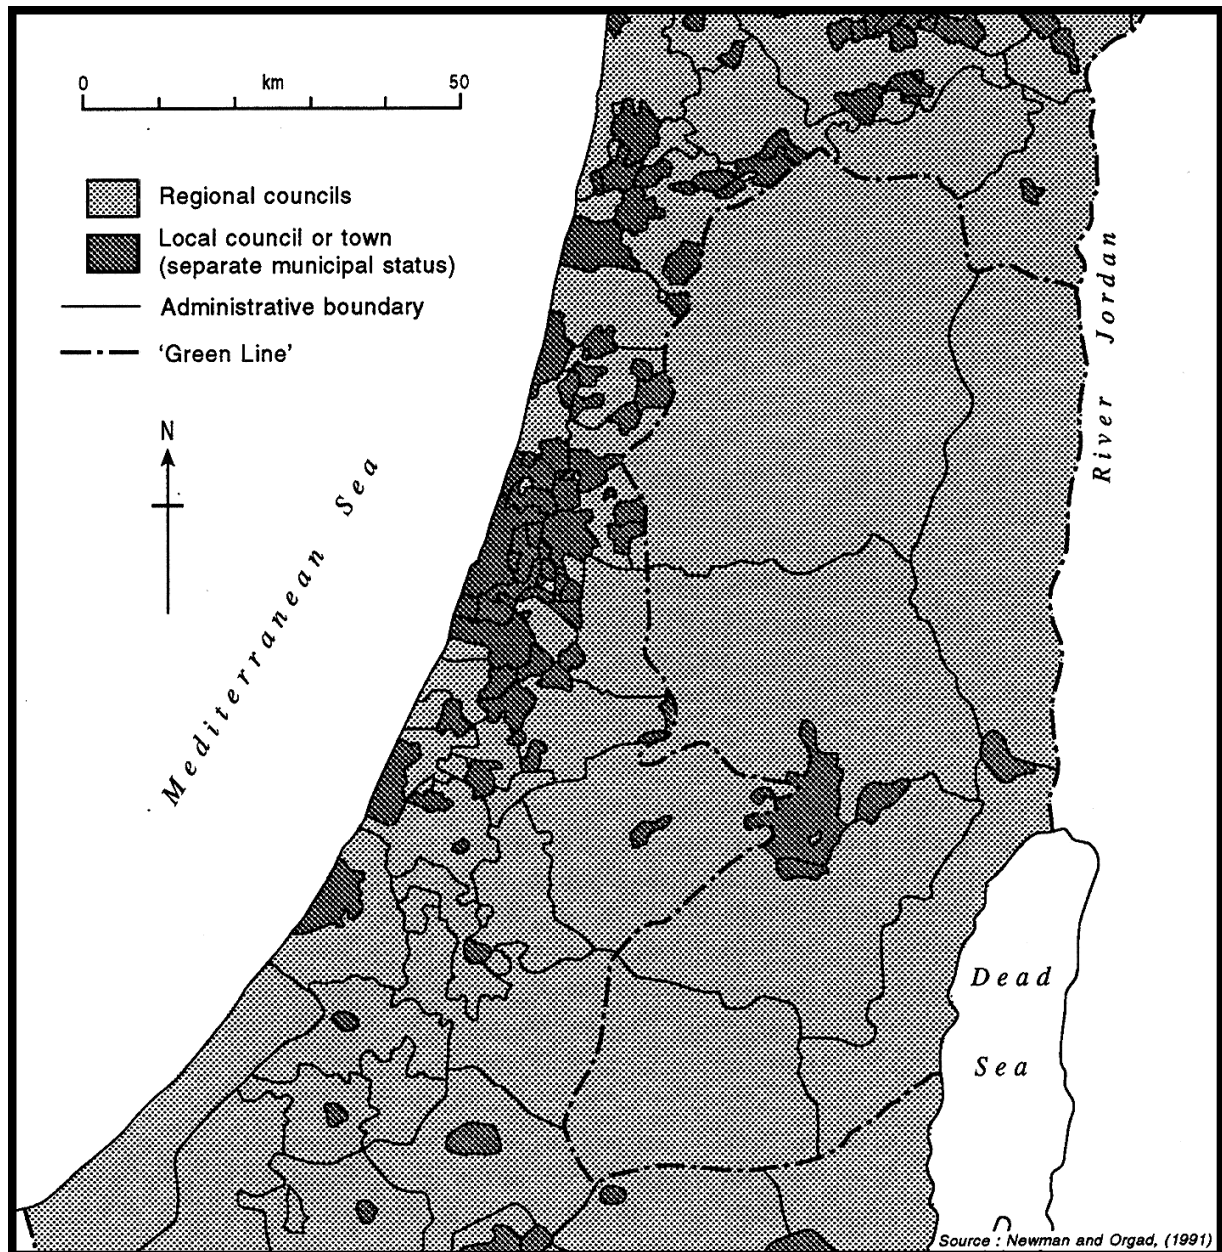 0 km 50
Regional councils
Local council or town
(separate municipal status)
Administrative boundary
'Green Line'
N
Mediterranean Sea
River Jordan
Dead
Sea
Source : Newman and Orgad, (1991)